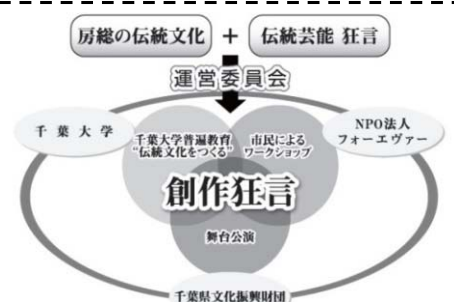 房総の伝統文化 + 伝統芸能 狂言
運営委員会
千葉大学
千葉大学普遍教育
"伝統文化をつくる"
市民による
ワークショップ
NPO法人
フォーエヴァー
創作狂言
舞台公演
千葉県文化振興財団